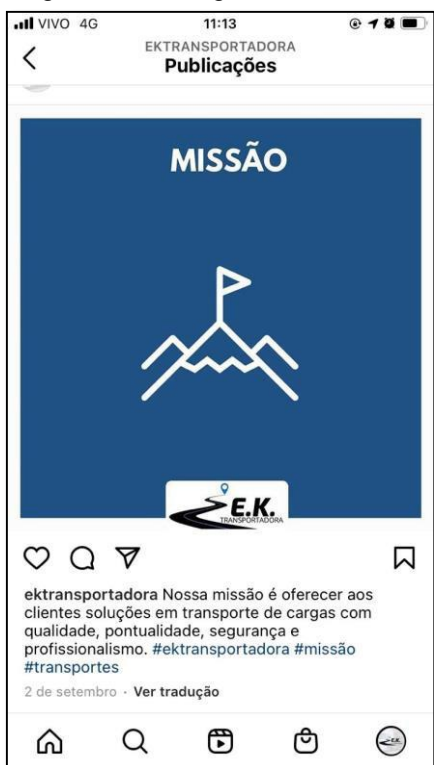 VIVO 4G 11:13
EKTRANSPORTADORA
Publicações
MISSÃO
E.K.
TRANSPORTADORA
ektransportadora Nossa missão é oferecer aos
clientes soluções em transporte de cargas com
qualidade, pontualidade, segurança e
profissionalismo. #ektransportadora #missão
#transportes
2 de setembro · Ver tradução